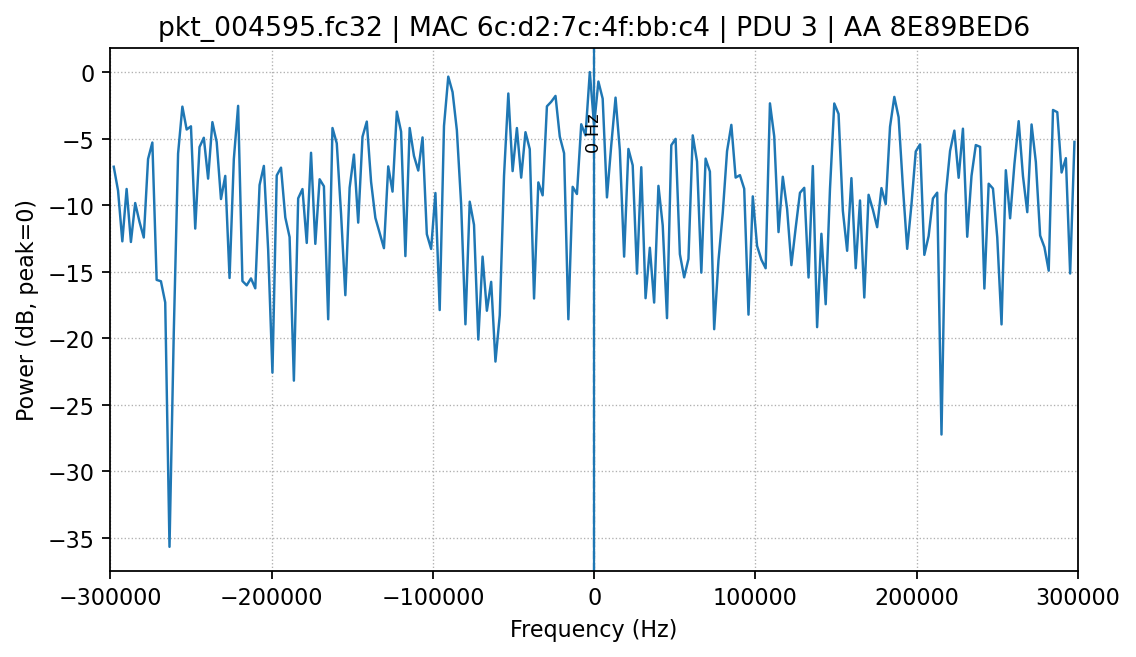 pkt_004595.fc32 | MAC 6c:d2:7c:4f:bb:c4 | PDU 3 | AA 8E89BED6
Power (dB, peak=0)
0
−5
−10
−15
−20
−25
−30
−35
0 Hz
−300000 −200000 −100000 0 100000 200000 300000
Frequency (Hz)